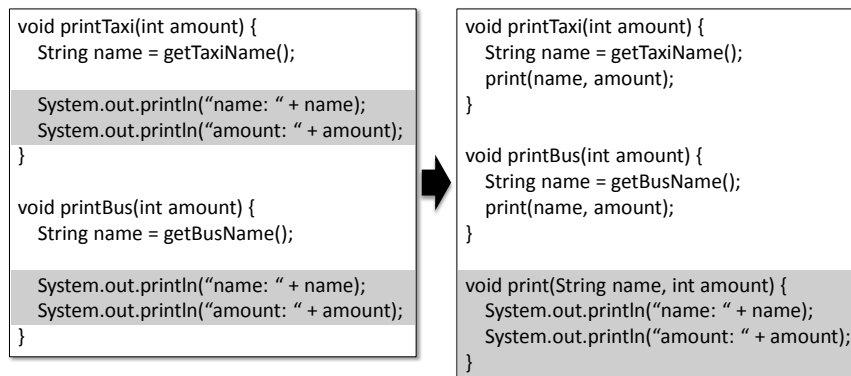 void printTaxi(int amount) {
String name = getTaxiName();
System.out.println(“name: “ + name);
System.out.println(“amount: “ + amount);
}
void printBus(int amount) {
String name = getBusName();
System.out.println(“name: “ + name);
System.out.println(“amount: “ + amount);
}
void printTaxi(int amount) {
String name = getTaxiName();
print(name, amount);
}
void printBus(int amount) {
String name = getBusName();
print(name, amount);
}
void print(String name, int amount) {
System.out.println(“name: “ + name);
System.out.println(“amount: “ + amount);
}